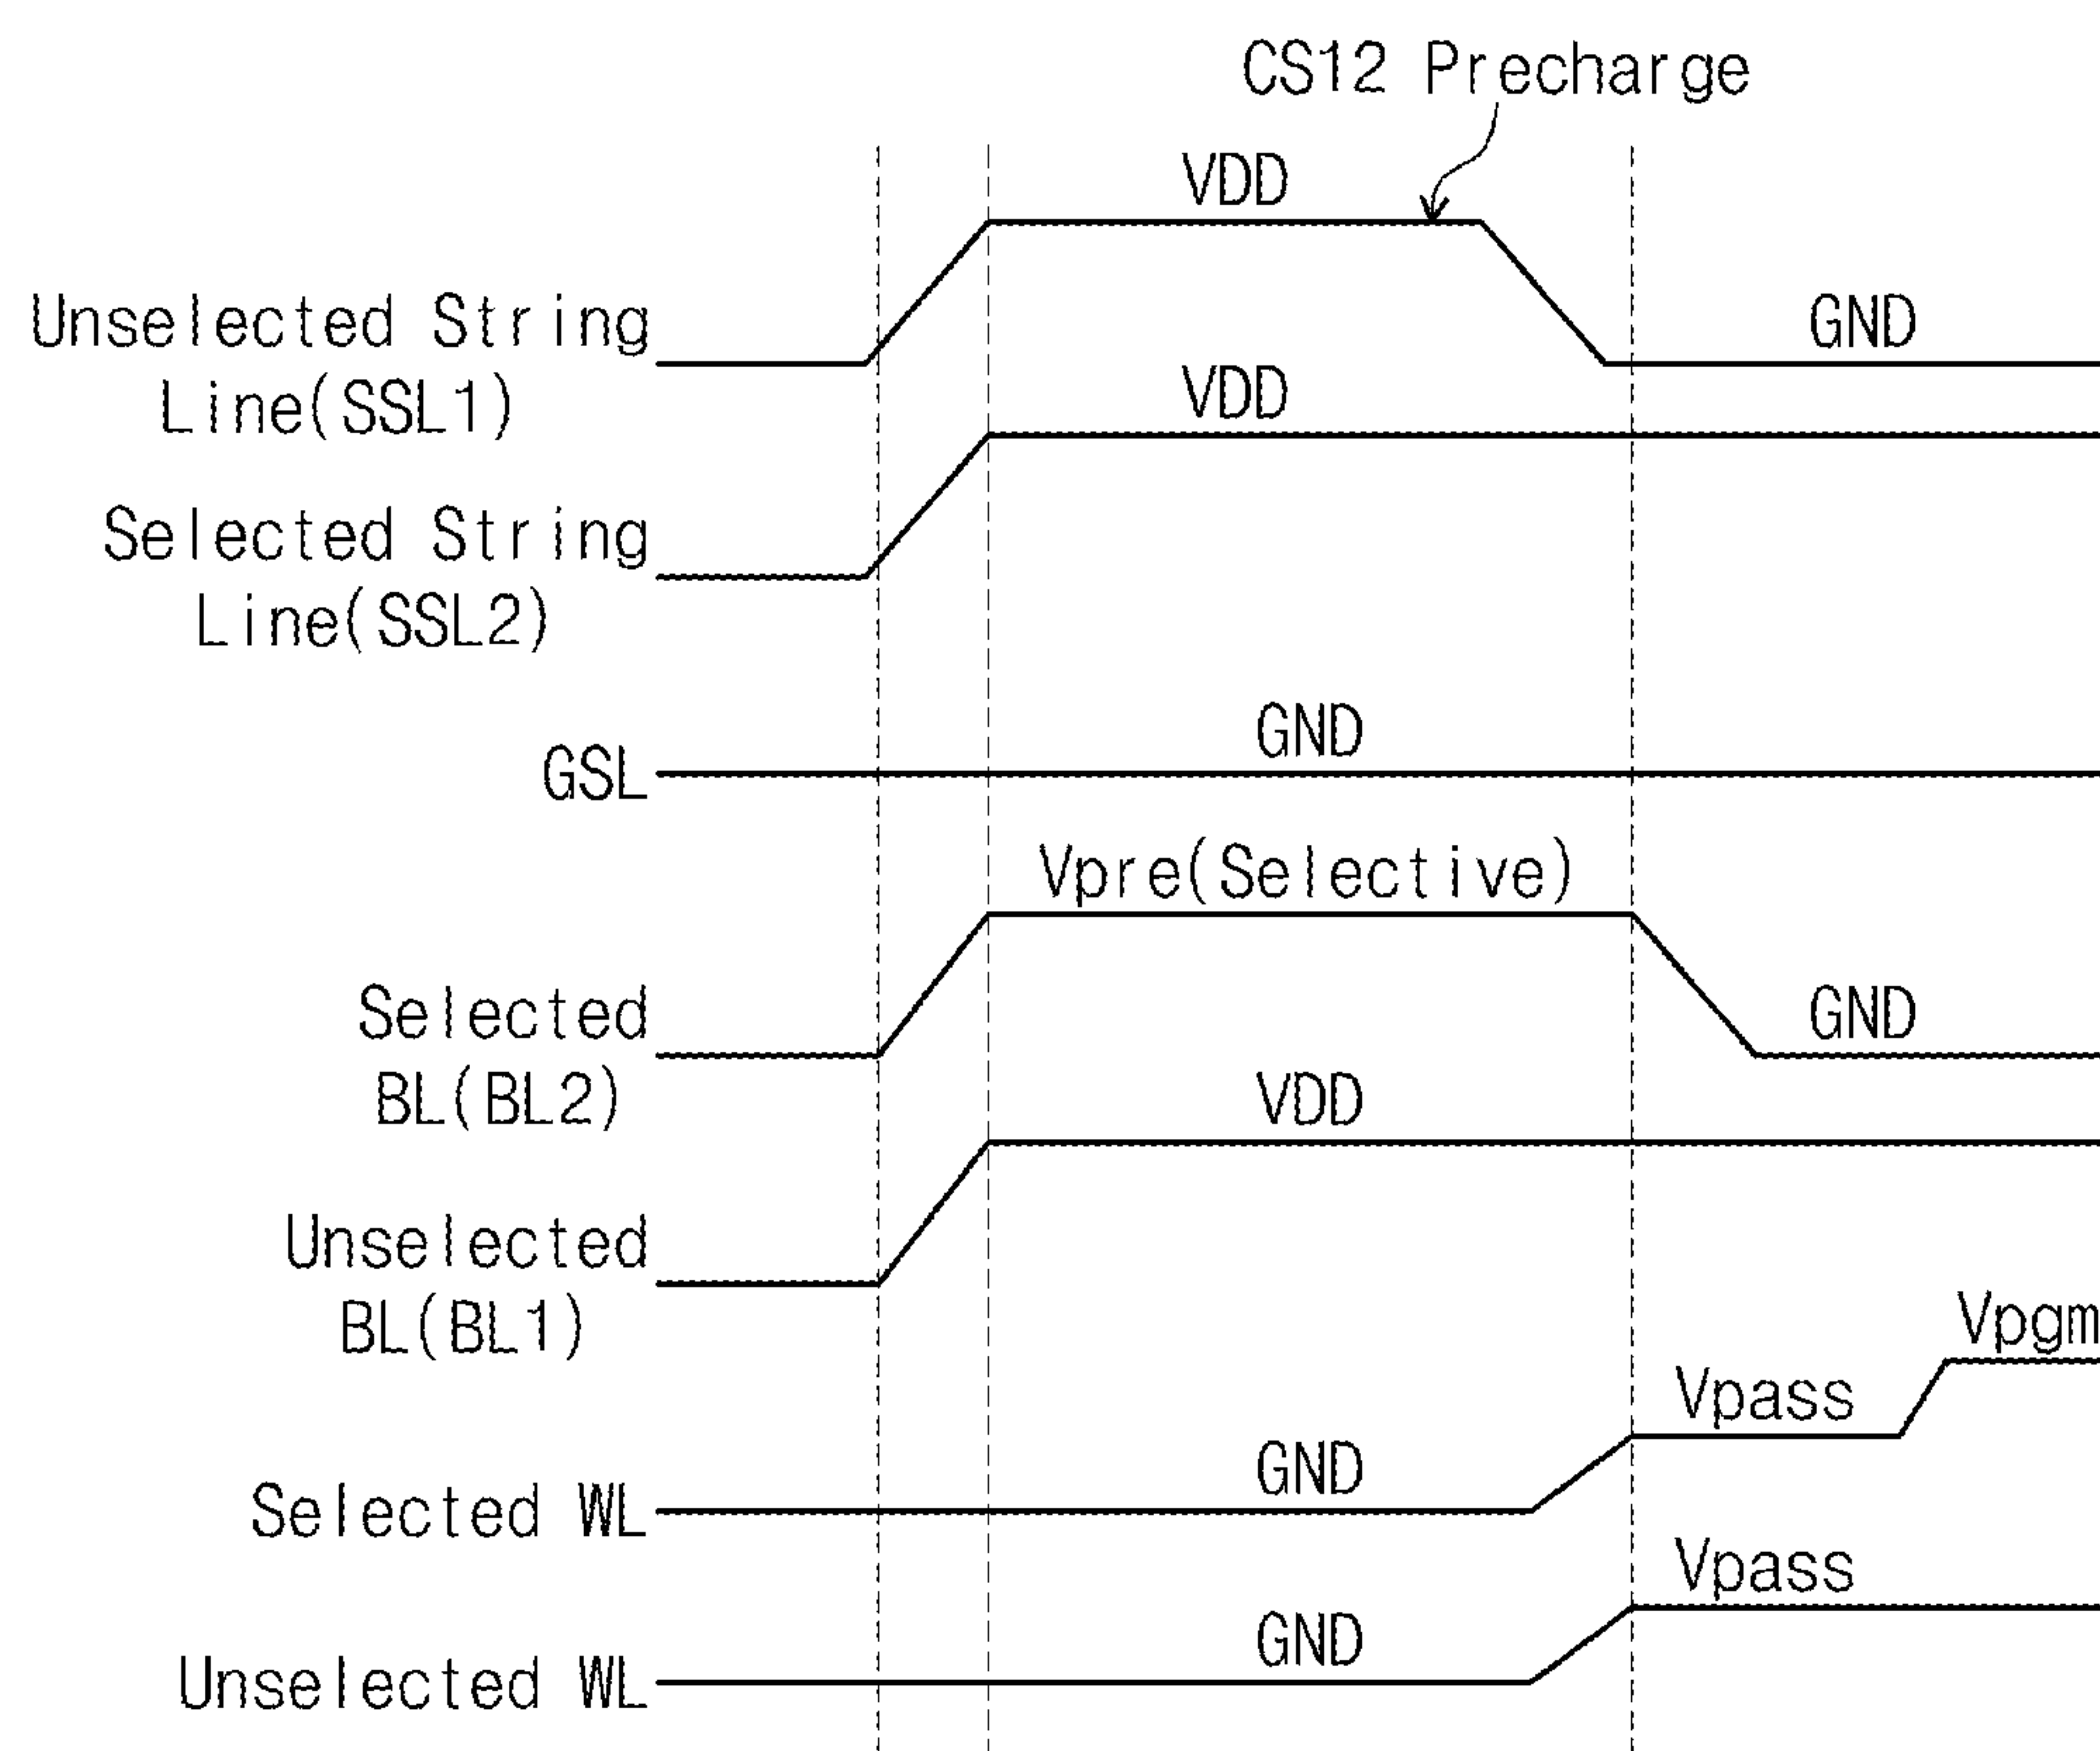 CS12 Precharge
VDD
Unselected String
Line(SSL1)
GND
VDD
Selected String
Line(SSL2)
GND
GSL
Vpre(Selective)
Selected
BL(BL2)
GND
VDD
Unselected
BL(BL1)
Vpgm
Vpass
GND
Selected WL
Vpass
GND
Unselected WL